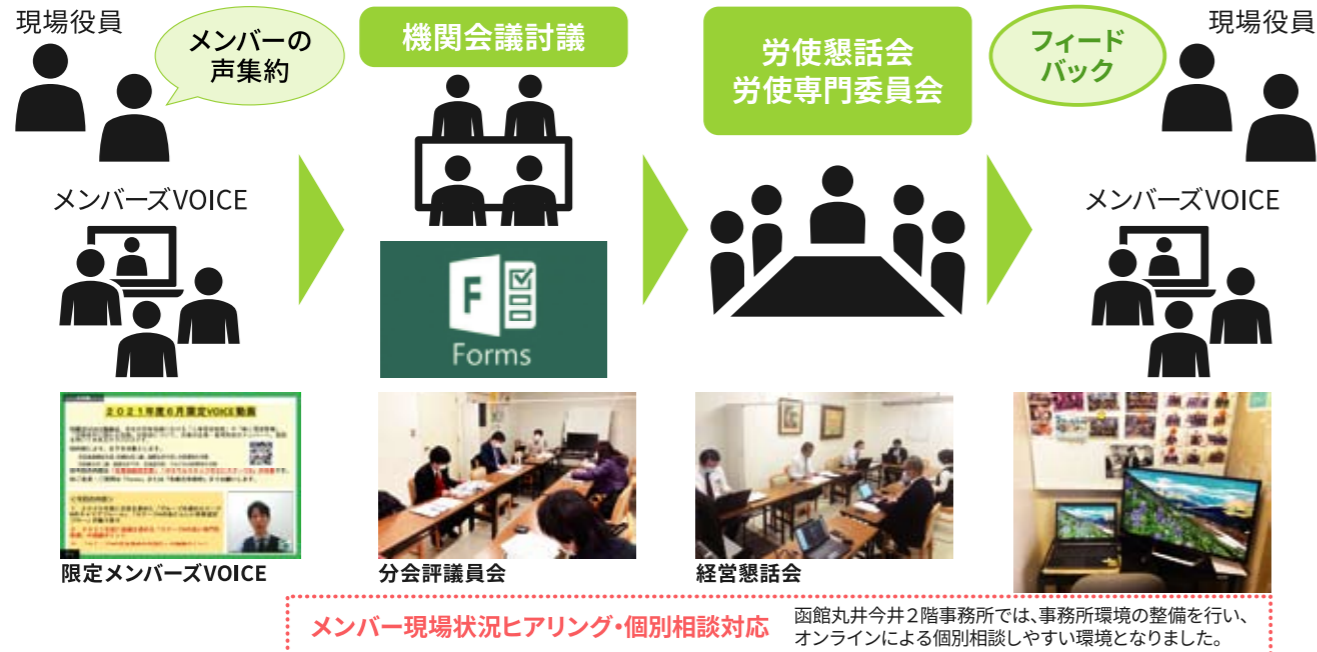 現場役員
メンバーの
声集約
機関会議討議
労使懇話会
労使専門委員会
フィード
バック
現場役員
メンバーズVOICE
メンバーズVOICE
F
Forms
2021年度6月限定VOICE動画
限定メンバーズVOICE
分会評議員会
経営懇話会
メンバー現場状況ヒアリング・個別相談対応
函館丸井今井2階事務所では、事務所環境の整備を行い、
オンラインによる個別相談しやすい環境となりました。